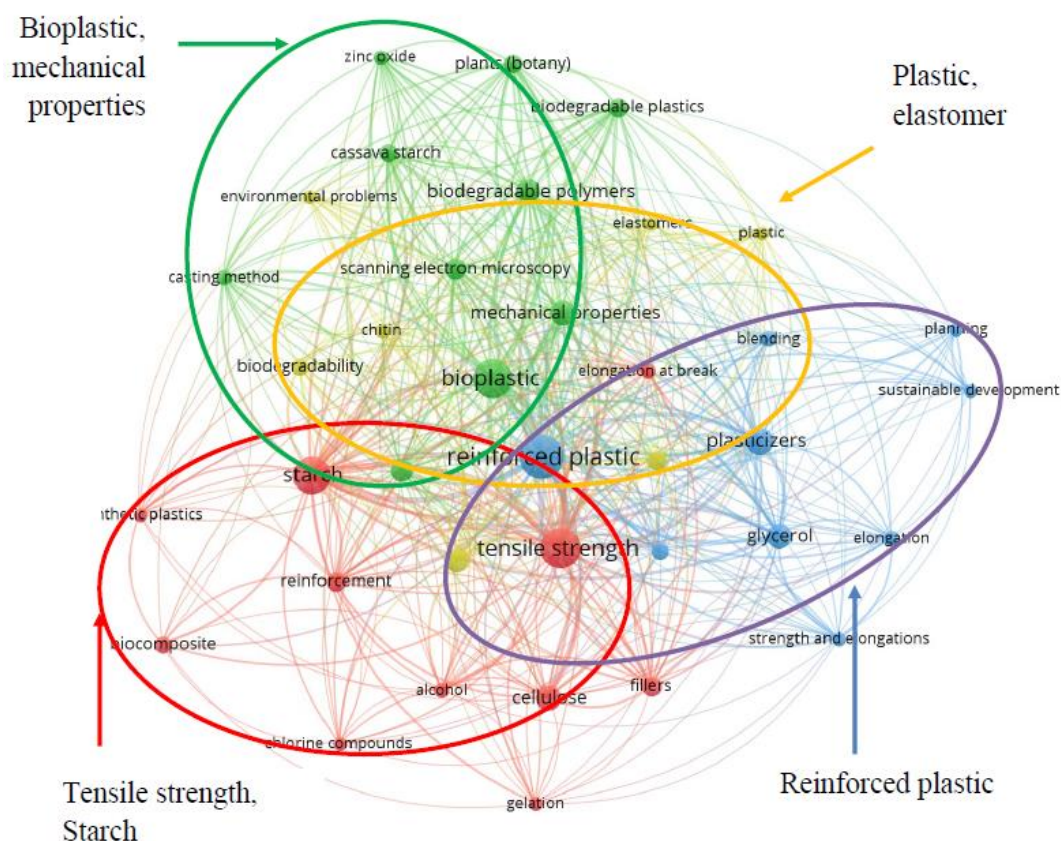 Bioplastic,
mechanical
properties
Plastic,
elastomer
zinc oxide
plants (botany)
biodegradable plastics
cassava starch
environmental problems
biodegradable polymers
elastomers
plastic
casting method
scanning electron microscopy
mechanical properties
chitin
blending
planning
biodegradability
bioplastic
elongation at break
sustainable development
reinforced plastic
plasticizers
starch
nthetic plastics
tensile strength
glycerol
elongation
reinforcement
biocomposite
strength and elongations
alcohol
cellulose
fillers
chlorine compounds
gelation
Tensile strength,
Starch
Reinforced plastic